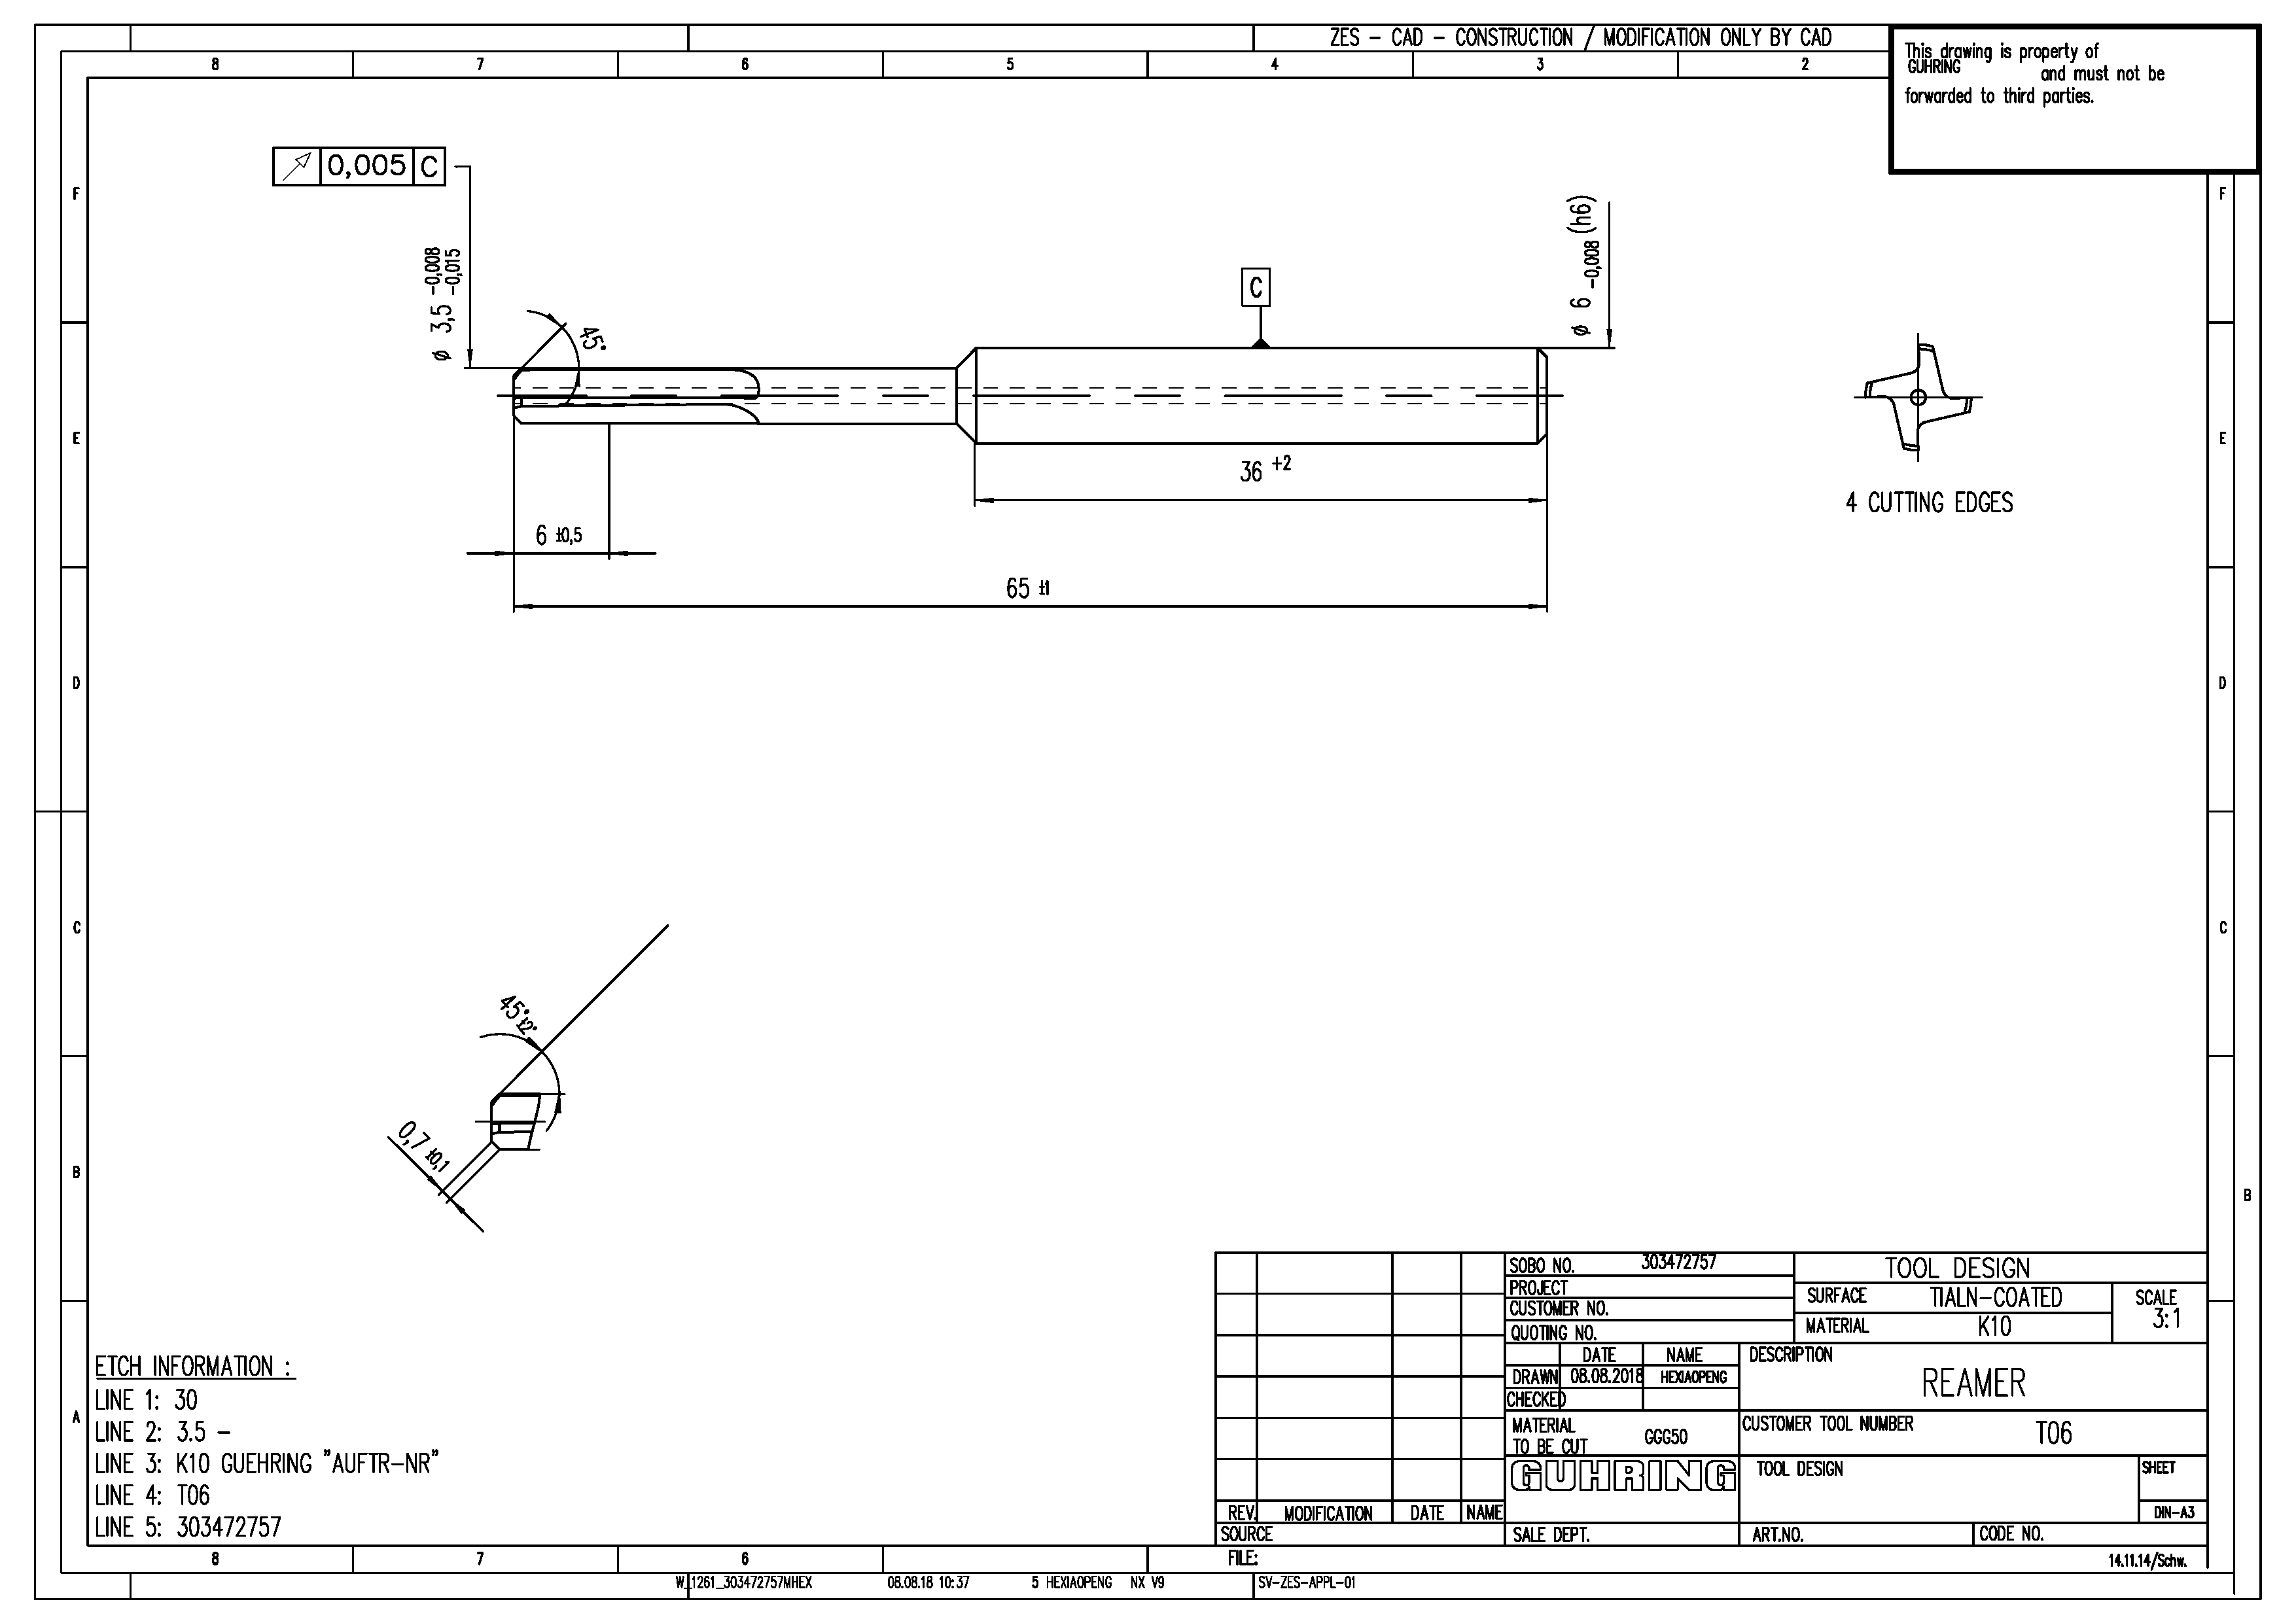 ZES - CAD - CONSTRUCTION / MODIFICATION ONLY BY CAD
This drawing is property of
GUHRING and must not be
forwarded to third parties.
8 7 6 5 4 3 2
0,005 C
F F
ø 3,5 -0,008 -0,015
ø 6 -0,008 (h6)
C
45°
E E
36 +2
4 CUTTING EDGES
6 ±0,5
65 ±1
D D
C C
45° ±2°
0,7 ±0,1
B B
SOBO NO. 303472757
TOOL DESIGN
PROJECT
CUSTOMER NO.
QUOTING NO.
SURFACE TIALN-COATED
MATERIAL K10
SCALE
3:1
DATE NAME
DRAWN 08.08.2018 HEXIAOPENG
CHECKED
DESCRIPTION
REAMER
MATERIAL
TO BE CUT GGG50
CUSTOMER TOOL NUMBER T06
GUHRING
TOOL DESIGN
SHEET
DIN-A3
REV. MODIFICATION DATE NAME
SOURCE
SALE DEPT. ART.NO. CODE NO.
ETCH INFORMATION :
LINE 1: 30
LINE 2: 3.5 -
LINE 3: K10 GUEHRING "AUFTR-NR"
LINE 4: T06
LINE 5: 303472757
A
8 7 6
FILE:
14.11.14/Schw.
W_1261_303472757MHEX 08.08.18 10:37 5 HEXIAOPENG NX V9 SV-ZES-APPL-01